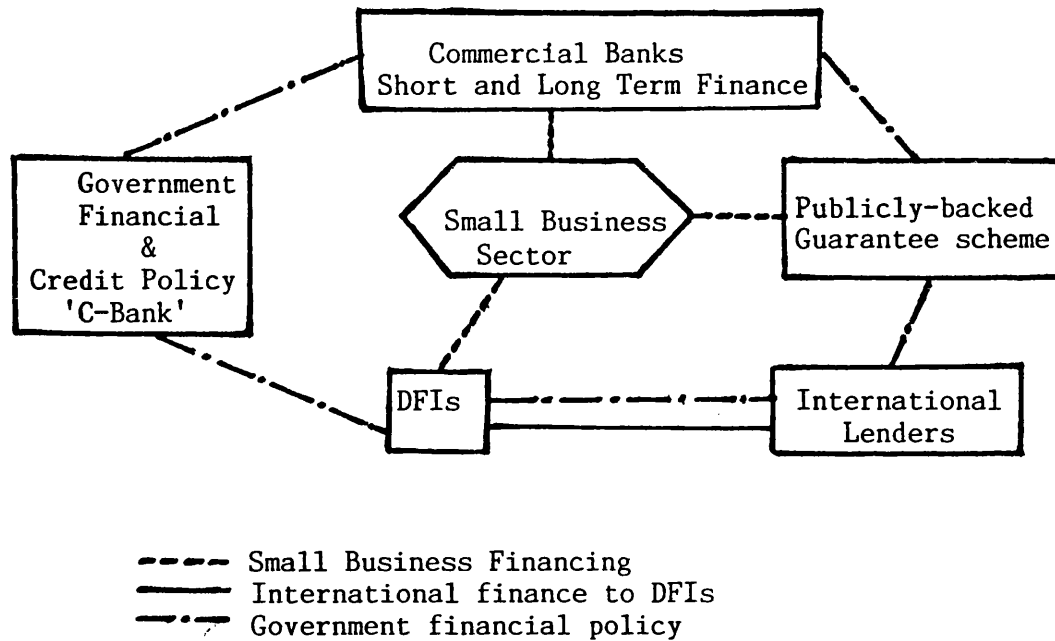 Commercial Banks
Short and Long Term Finance
Government
Financial
&
Credit Policy
'C-Bank'
Small Business
Sector
Publicly-backed
Guarantee scheme
DFIs
International
Lenders
Small Business Financing
International finance to DFIs
Government financial policy